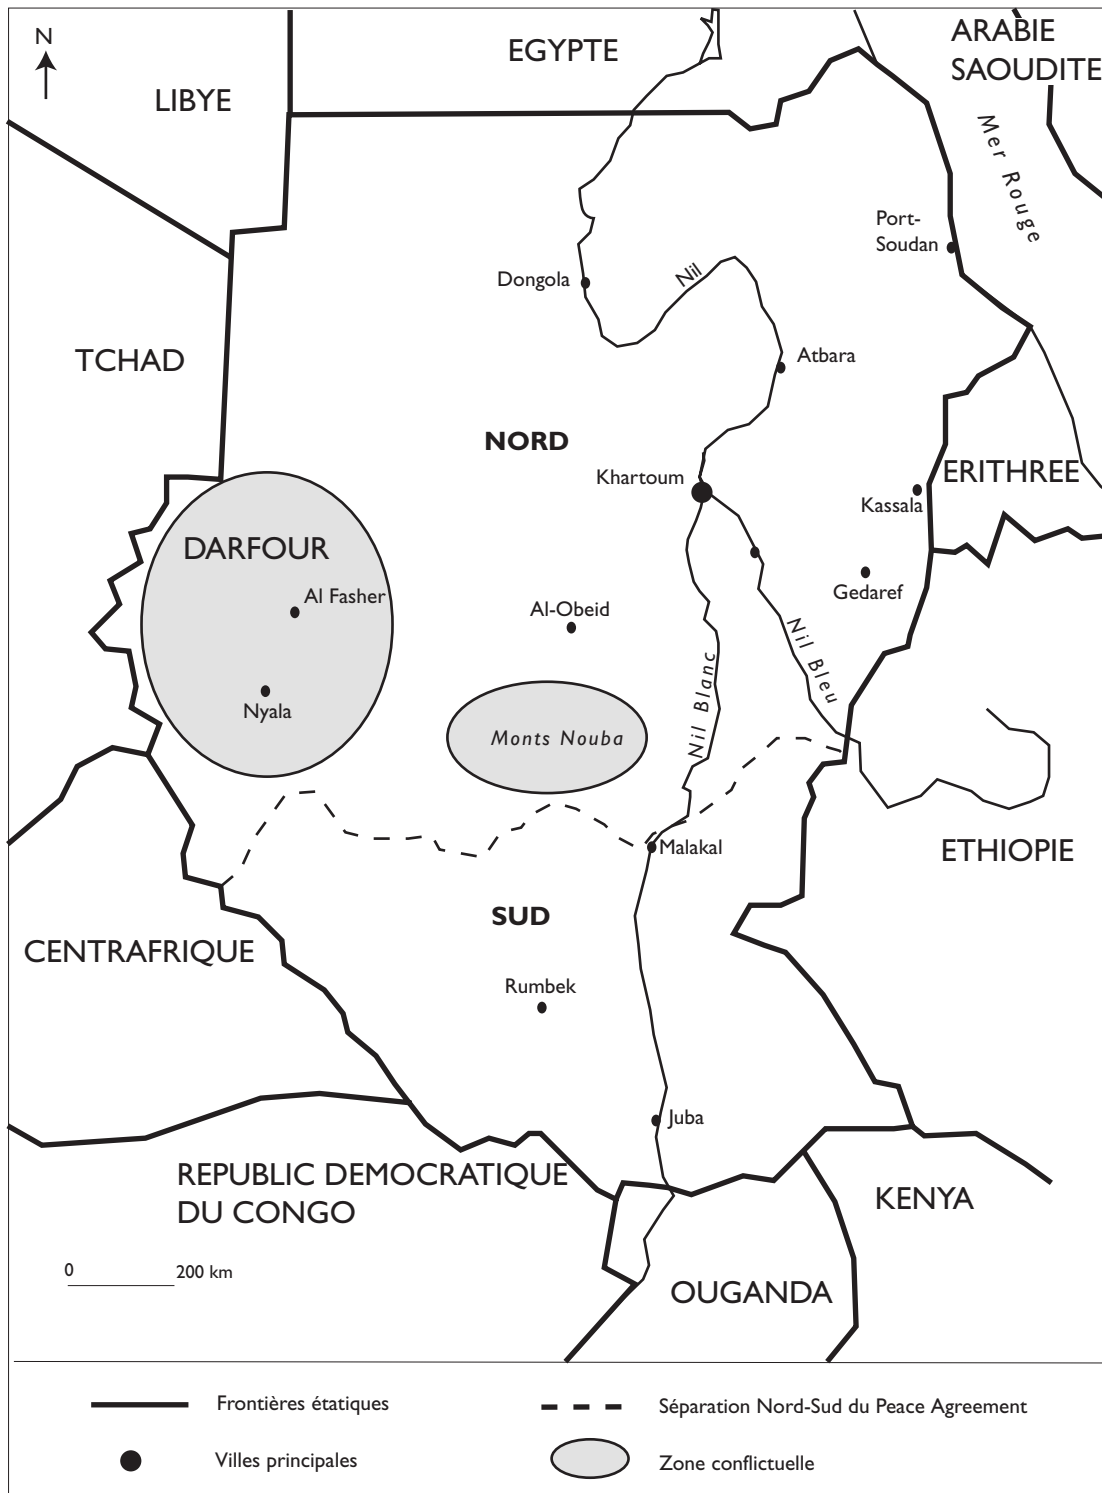 N
EGYPTE
ARABIE
SAOUDITE
LIBYE
Mer Rouge
Port-
Soudan
Dongola
Nil
TCHAD
Atbara
NORD
Khartoum
ERITHREE
Kassala
DARFOUR
Al Fasher
Al-Obeid
Gedaref
Nil Bleu
Nil Blanc
Nyala
Monts Nouba
Malakal
ETHIOPIE
SUD
CENTRAFRIQUE
Rumbek
Juba
REPUBLIC DEMOCRATIQUE
DU CONGO
KENYA
0 200 km
OUGANDA
Frontières étatiques
Séparation Nord-Sud du Peace Agreement
Villes principales
Zone conflictuelle